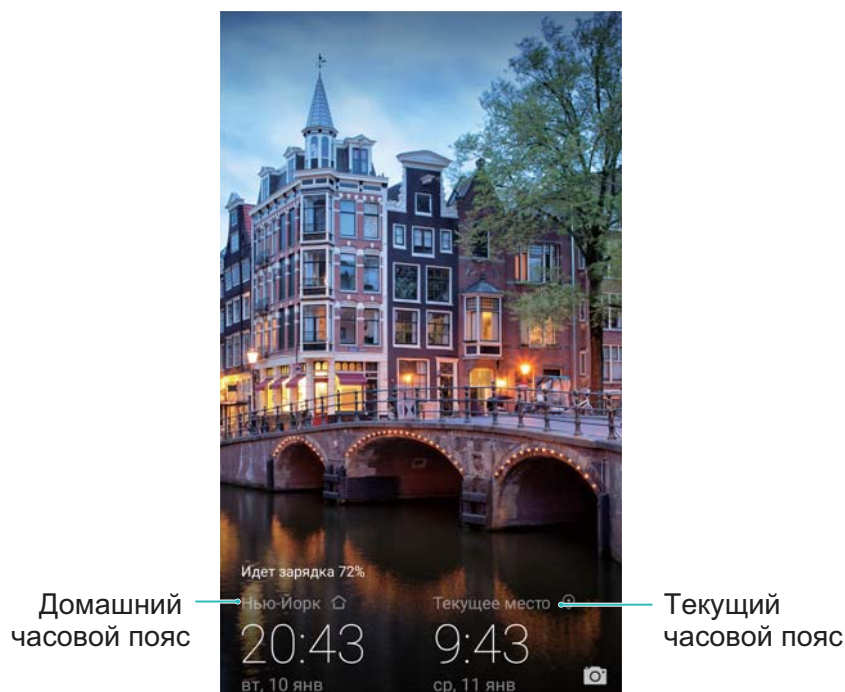 Идет зарядка 72%
Домашний
часовой пояс
Нью-Йорк
Текущее место
Текущий
часовой пояс
20:43
9:43
вт, 10 янв
ср, 11 янв